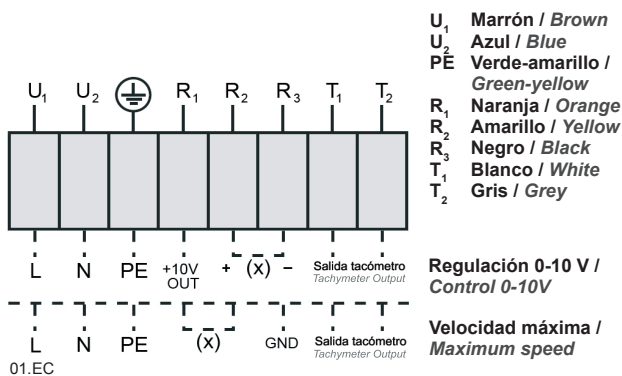 U1 Marrón / Brown
U2 Azul / Blue
PE Verde-amarillo /
Green-yellow
R1 Naranja / Orange
R2 Amarillo / Yellow
R3 Negro / Black
T1 Blanco / White
T2 Gris / Grey
U1 U2 R1 R2 R3 T1 T2
L N PE +10V OUT + (x) – Salida tacómetro
Tachymeter Output
Regulación 0-10 V /
Control 0-10V
L N PE (x) GND Salida tacómetro
Tachymeter Output
Velocidad máxima /
Maximum speed
01.EC